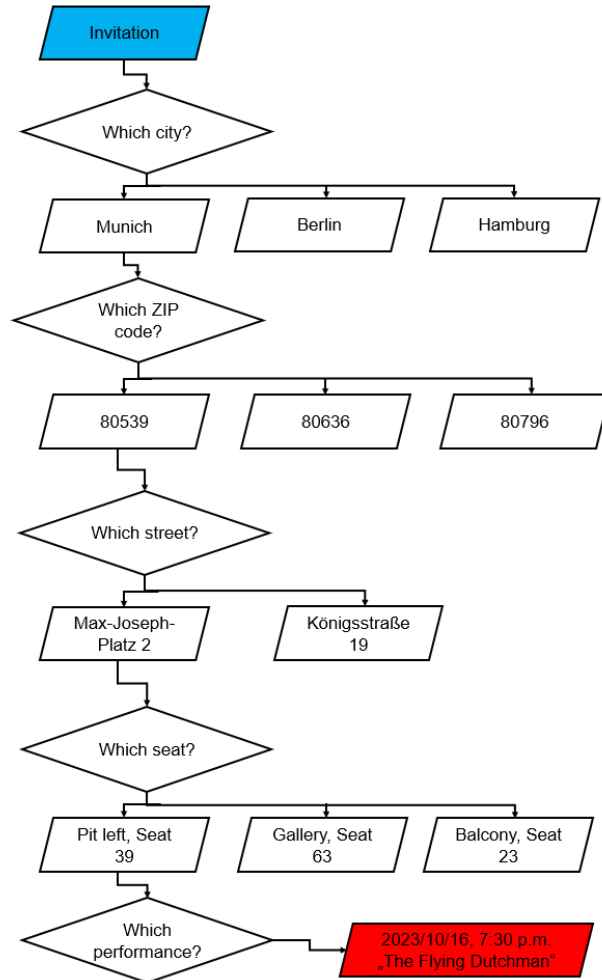 Invitation
Which city?
Munich
Berlin
Hamburg
Which ZIP
code?
80539
80636
80796
Which street?
Max-Joseph-
Platz 2
Königsstraße
19
Which seat?
Pit left, Seat
39
Gallery, Seat
63
Balcony, Seat
23
Which
performance?
2023/10/16, 7:30 p.m.
„The Flying Dutchman“